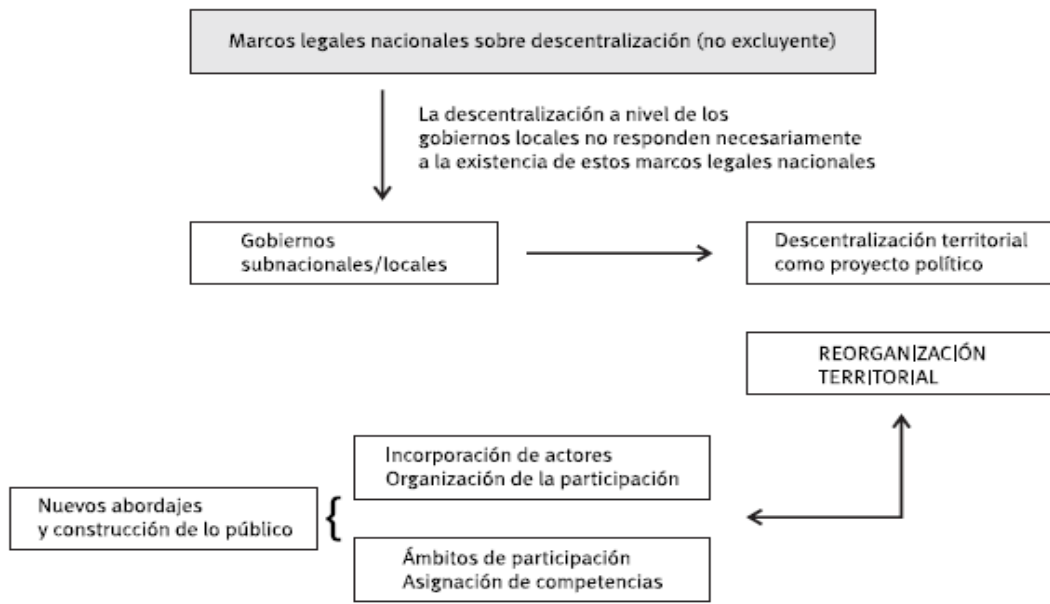 Marcos legales nacionales sobre descentralización (no excluyente)
La descentralización a nivel de los
gobiernos locales no responden necesariamente
a la existencia de estos marcos legales nacionales
Gobiernos
subnacionales/locales
Descentralización territorial
como proyecto político
REORGANIZACIÓN
TERRITORIAL
Incorporación de actores
Organización de la participación
Nuevos abordajes
y construcción de lo público
Ámbitos de participación
Asignación de competencias